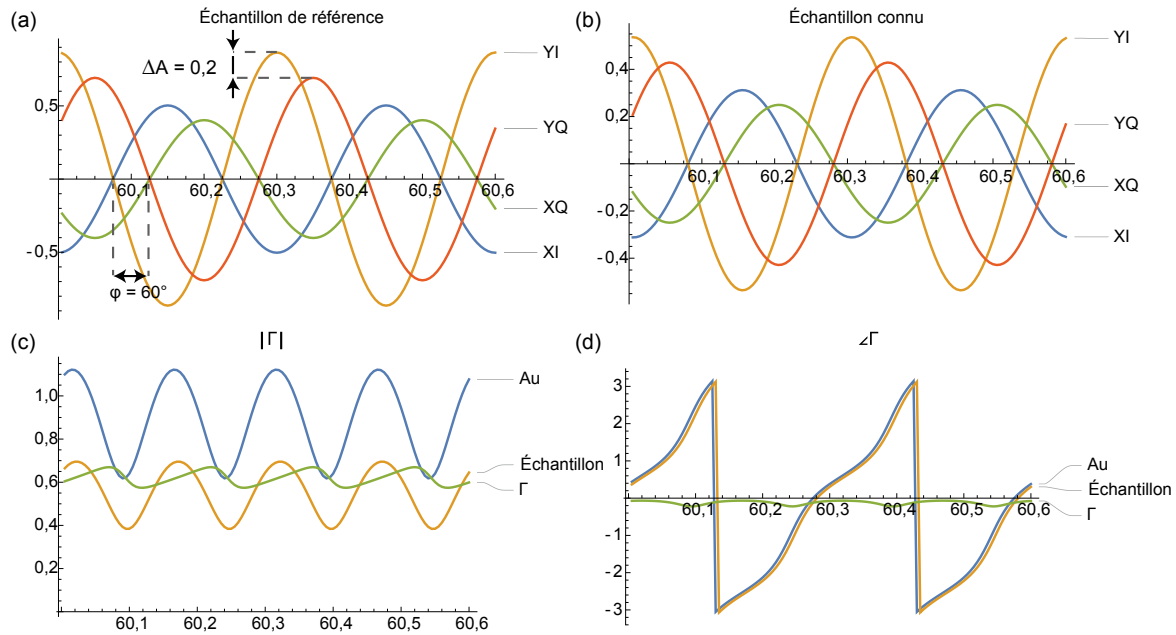 (a)
Échantillon de référence
YI
ΔA = 0,2
0,5
YQ
60,1
60,2
60,3
60,4
60,5
60,6
XQ
-0.5
XI
φ = 60°
(b)
Échantillon connu
YI
0,4
YQ
0,2
60,1
60,2
60,3
60,4
60,5
60,6
XQ
-0.2
XI
-0.4
(c)
|Γ|
Au
1,0
0,8
Échantillon
0,6
Γ
0,4
0,2
60,1
60,2
60,3
60,4
60,5
60,6
(d)
∠Γ
3
2
Au
1
Échantillon
Γ
60,1
60,2
60,3
60,4
60,5
60,6
-1
-2
-3